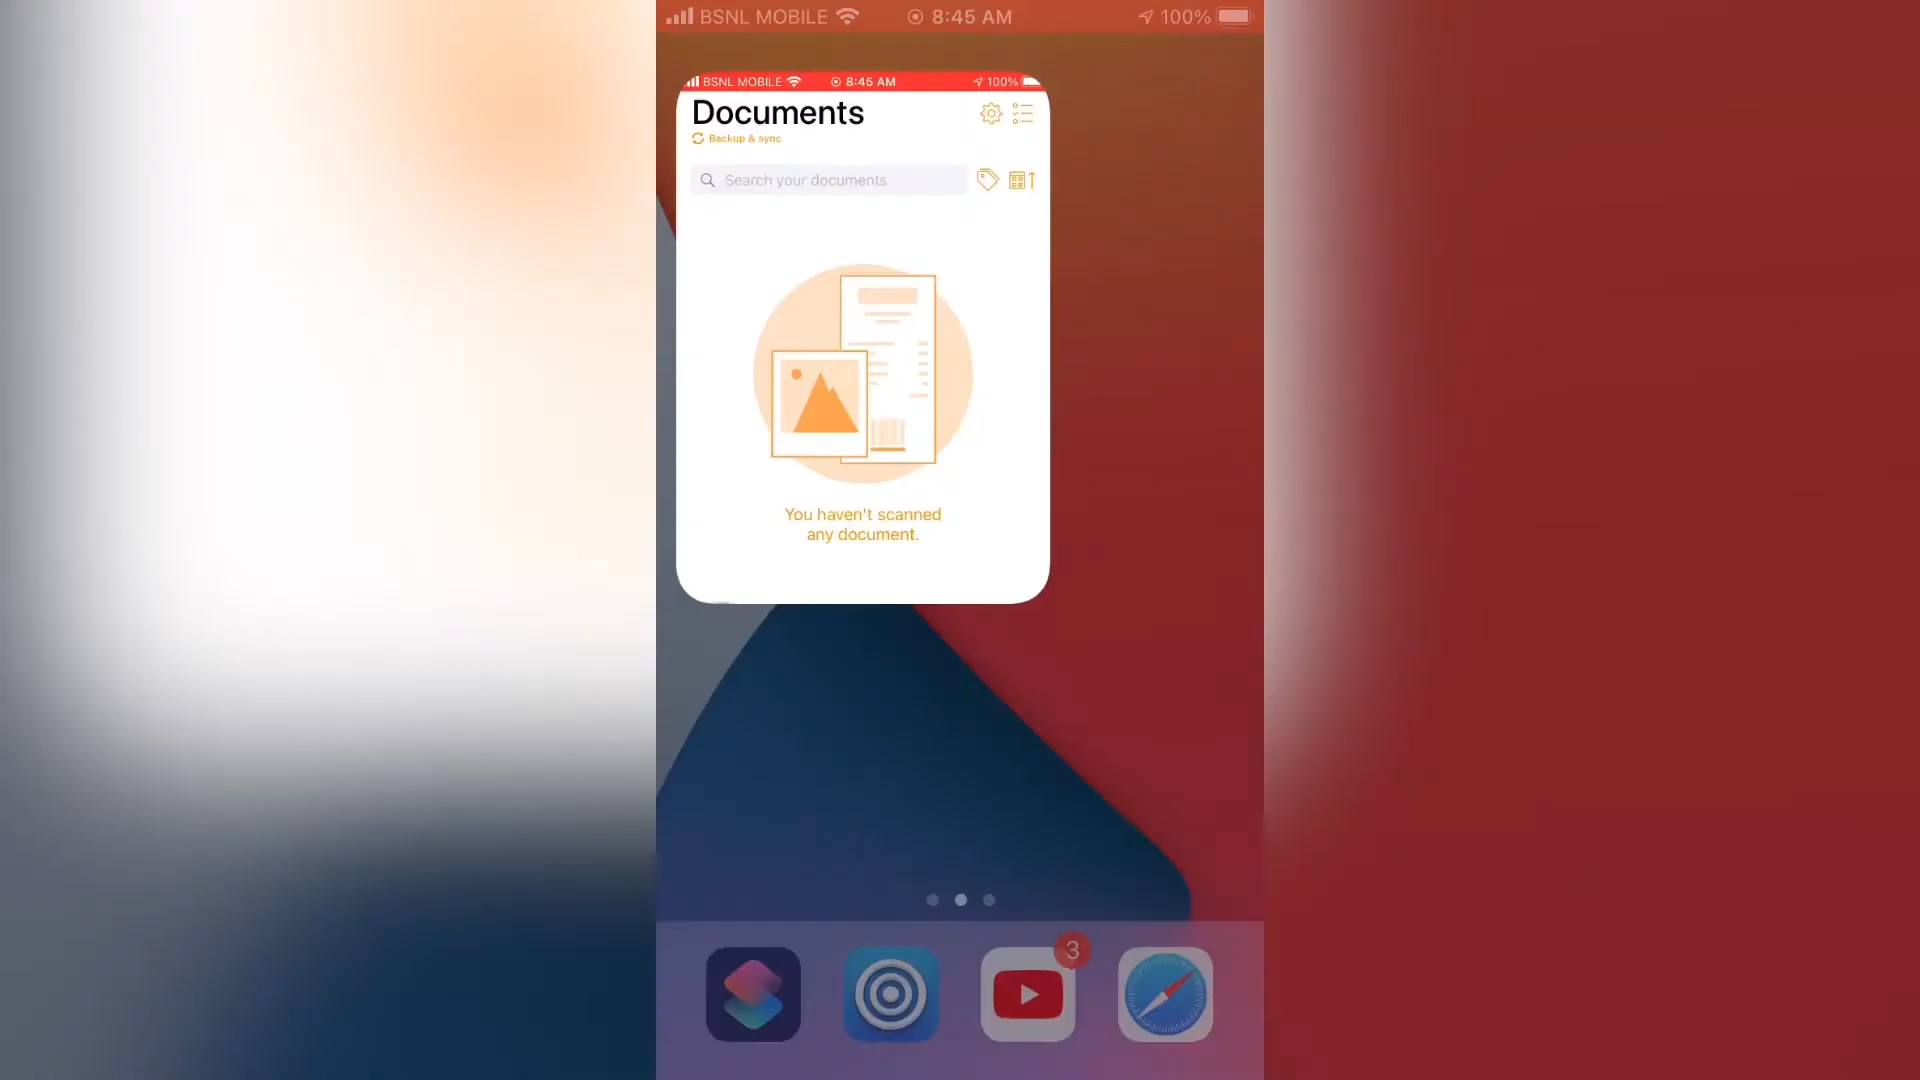 BSNL MOBILE 8:45 AM 100%
BSNL MOBILE 8:45 AM 100%
Documents
Backup & sync
Search your documents
You haven't scanned
any document.
3